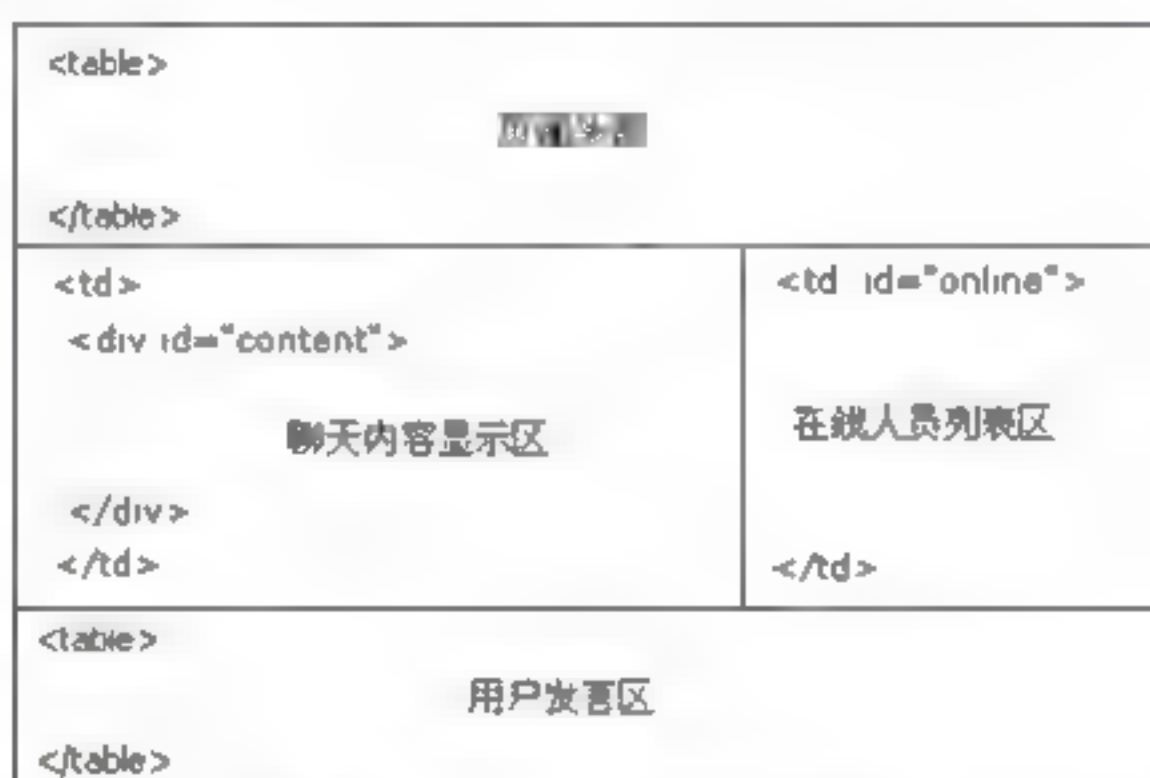 <table>
</table>
<td>
<div id="content">
聊天内容显示区
</div>
</td>
<td id="online">
在线人员列表区
</td>
<table>
用户发言区
</table>